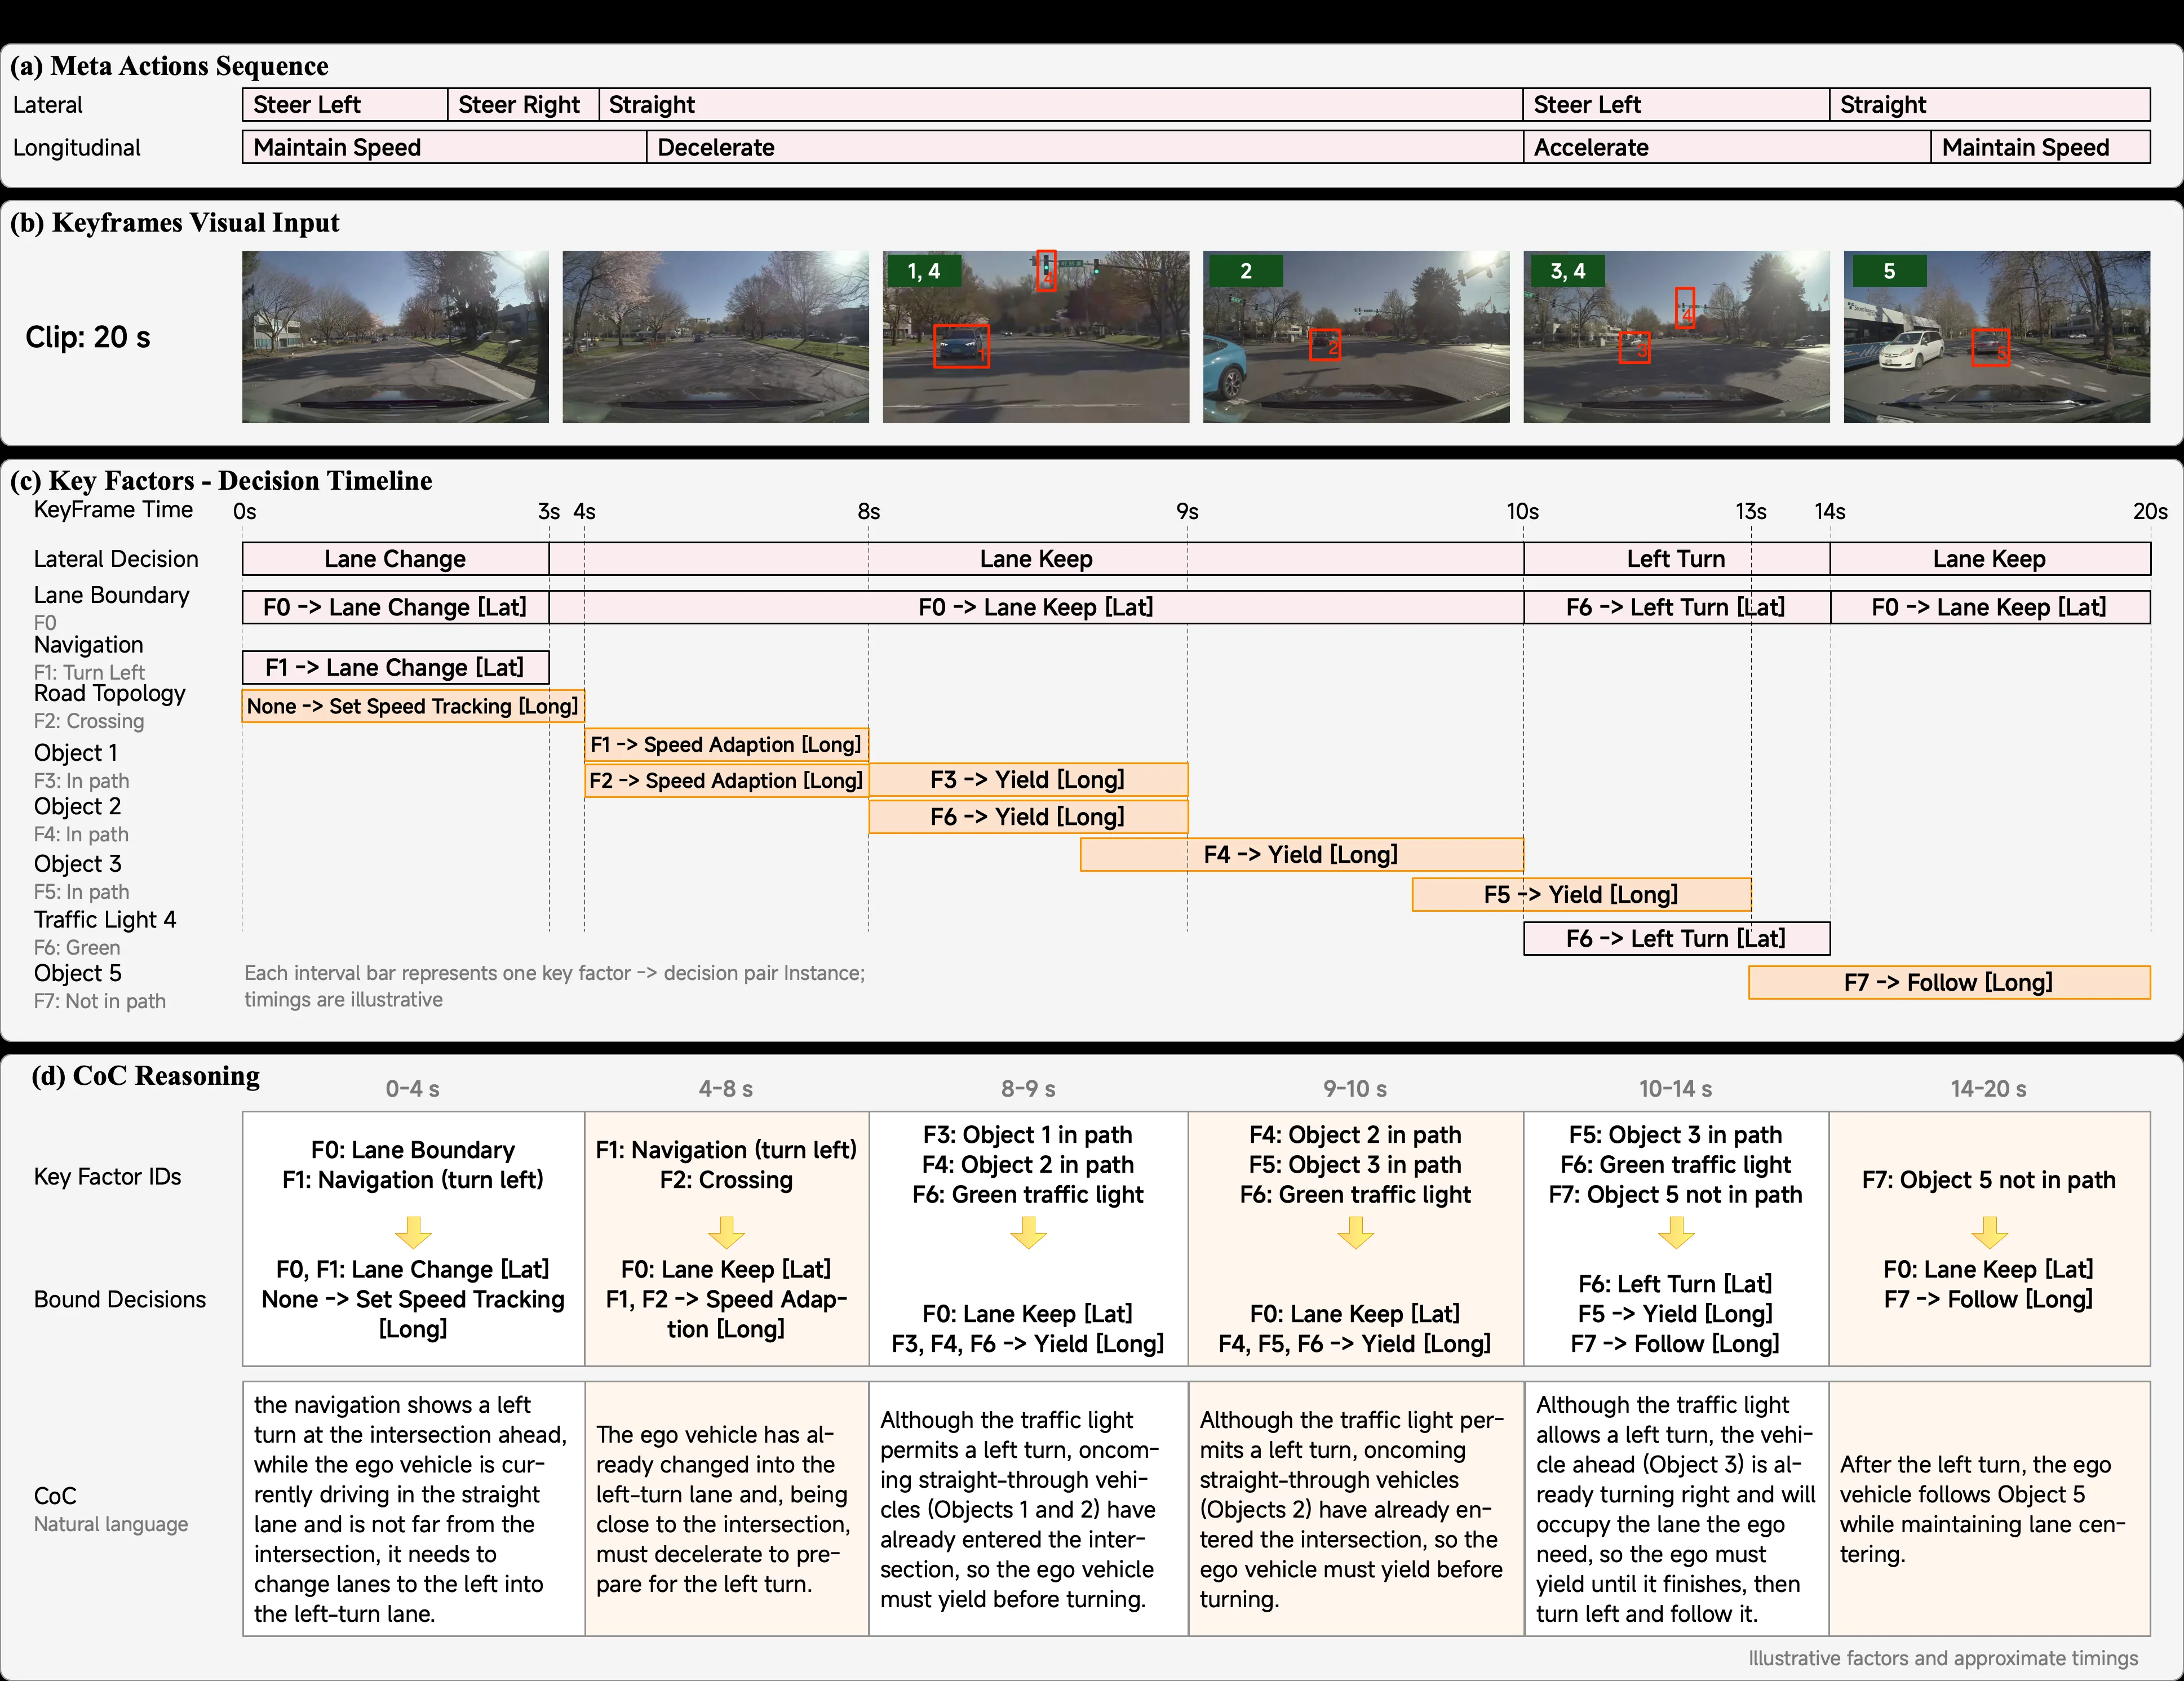 (a) Meta Actions Sequence
Lateral
Steer Left
Steer Right
Straight
Steer Left
Straight
Longitudinal
Maintain Speed
Decelerate
Accelerate
Maintain Speed
(b) Keyframes Visual Input
Clip: 20 s
1, 4
4
1
2
2
3, 4
4
3
5
5
(c) Key Factors - Decision Timeline
KeyFrame Time
0s
3s
4s
8s
9s
10s
13s
14s
20s
Lateral Decision
Lane Change
Lane Keep
Left Turn
Lane Keep
Lane Boundary
F0
F0 -> Lane Change [Lat]
F0 -> Lane Keep [Lat]
F6 -> Left Turn [Lat]
F0 -> Lane Keep [Lat]
Navigation
F1: Turn Left
F1 -> Lane Change [Lat]
Road Topology
F2: Crossing
None -> Set Speed Tracking [Long]
F1 -> Speed Adaption [Long]
Object 1
F3: In path
F2 -> Speed Adaption [Long]
F3 -> Yield [Long]
Object 2
F4: In path
F6 -> Yield [Long]
F4 -> Yield [Long]
Object 3
F5: In path
F5 -> Yield [Long]
Traffic Light 4
F6: Green
F6 -> Left Turn [Lat]
Object 5
F7: Not in path
F7 -> Follow [Long]
Each interval bar represents one key factor -> decision pair Instance;
timings are illustrative
(d) CoC Reasoning
0-4 s
4-8 s
8-9 s
9-10 s
10-14 s
14-20 s
Key Factor IDs
F0: Lane Boundary
F1: Navigation (turn left)
F1: Navigation (turn left)
F2: Crossing
F3: Object 1 in path
F4: Object 2 in path
F6: Green traffic light
F4: Object 2 in path
F5: Object 3 in path
F6: Green traffic light
F5: Object 3 in path
F6: Green traffic light
F7: Object 5 not in path
F7: Object 5 not in path
Bound Decisions
F0, F1: Lane Change [Lat]
None -> Set Speed Tracking
[Long]
F0: Lane Keep [Lat]
F1, F2 -> Speed Adap-
tion [Long]
F0: Lane Keep [Lat]
F3, F4, F6 -> Yield [Long]
F0: Lane Keep [Lat]
F4, F5, F6 -> Yield [Long]
F6: Left Turn [Lat]
F5 -> Yield [Long]
F7 -> Follow [Long]
F0: Lane Keep [Lat]
F7 -> Follow [Long]
CoC
Natural language
the navigation shows a left
turn at the intersection ahead,
while the ego vehicle is cur-
rently driving in the straight
lane and is not far from the
intersection, it needs to
change lanes to the left into
the left-turn lane.
The ego vehicle has al-
ready changed into the
left-turn lane and, being
close to the intersection,
must decelerate to pre-
pare for the left turn.
Although the traffic light
permits a left turn, oncom-
ing straight-through vehi-
cles (Objects 1 and 2) have
already entered the inter-
section, so the ego vehicle
must yield before turning.
Although the traffic light per-
mits a left turn, oncoming
straight-through vehicles
(Objects 2) have already en-
tered the intersection, so the
ego vehicle must yield before
turning.
Although the traffic light
allows a left turn, the vehi-
cle ahead (Object 3) is al-
ready turning right and will
occupy the lane the ego
need, so the ego must
yield until it finishes, then
turn left and follow it.
After the left turn, the ego
vehicle follows Object 5
while maintaining lane cen-
tering.
Illustrative factors and approximate timings